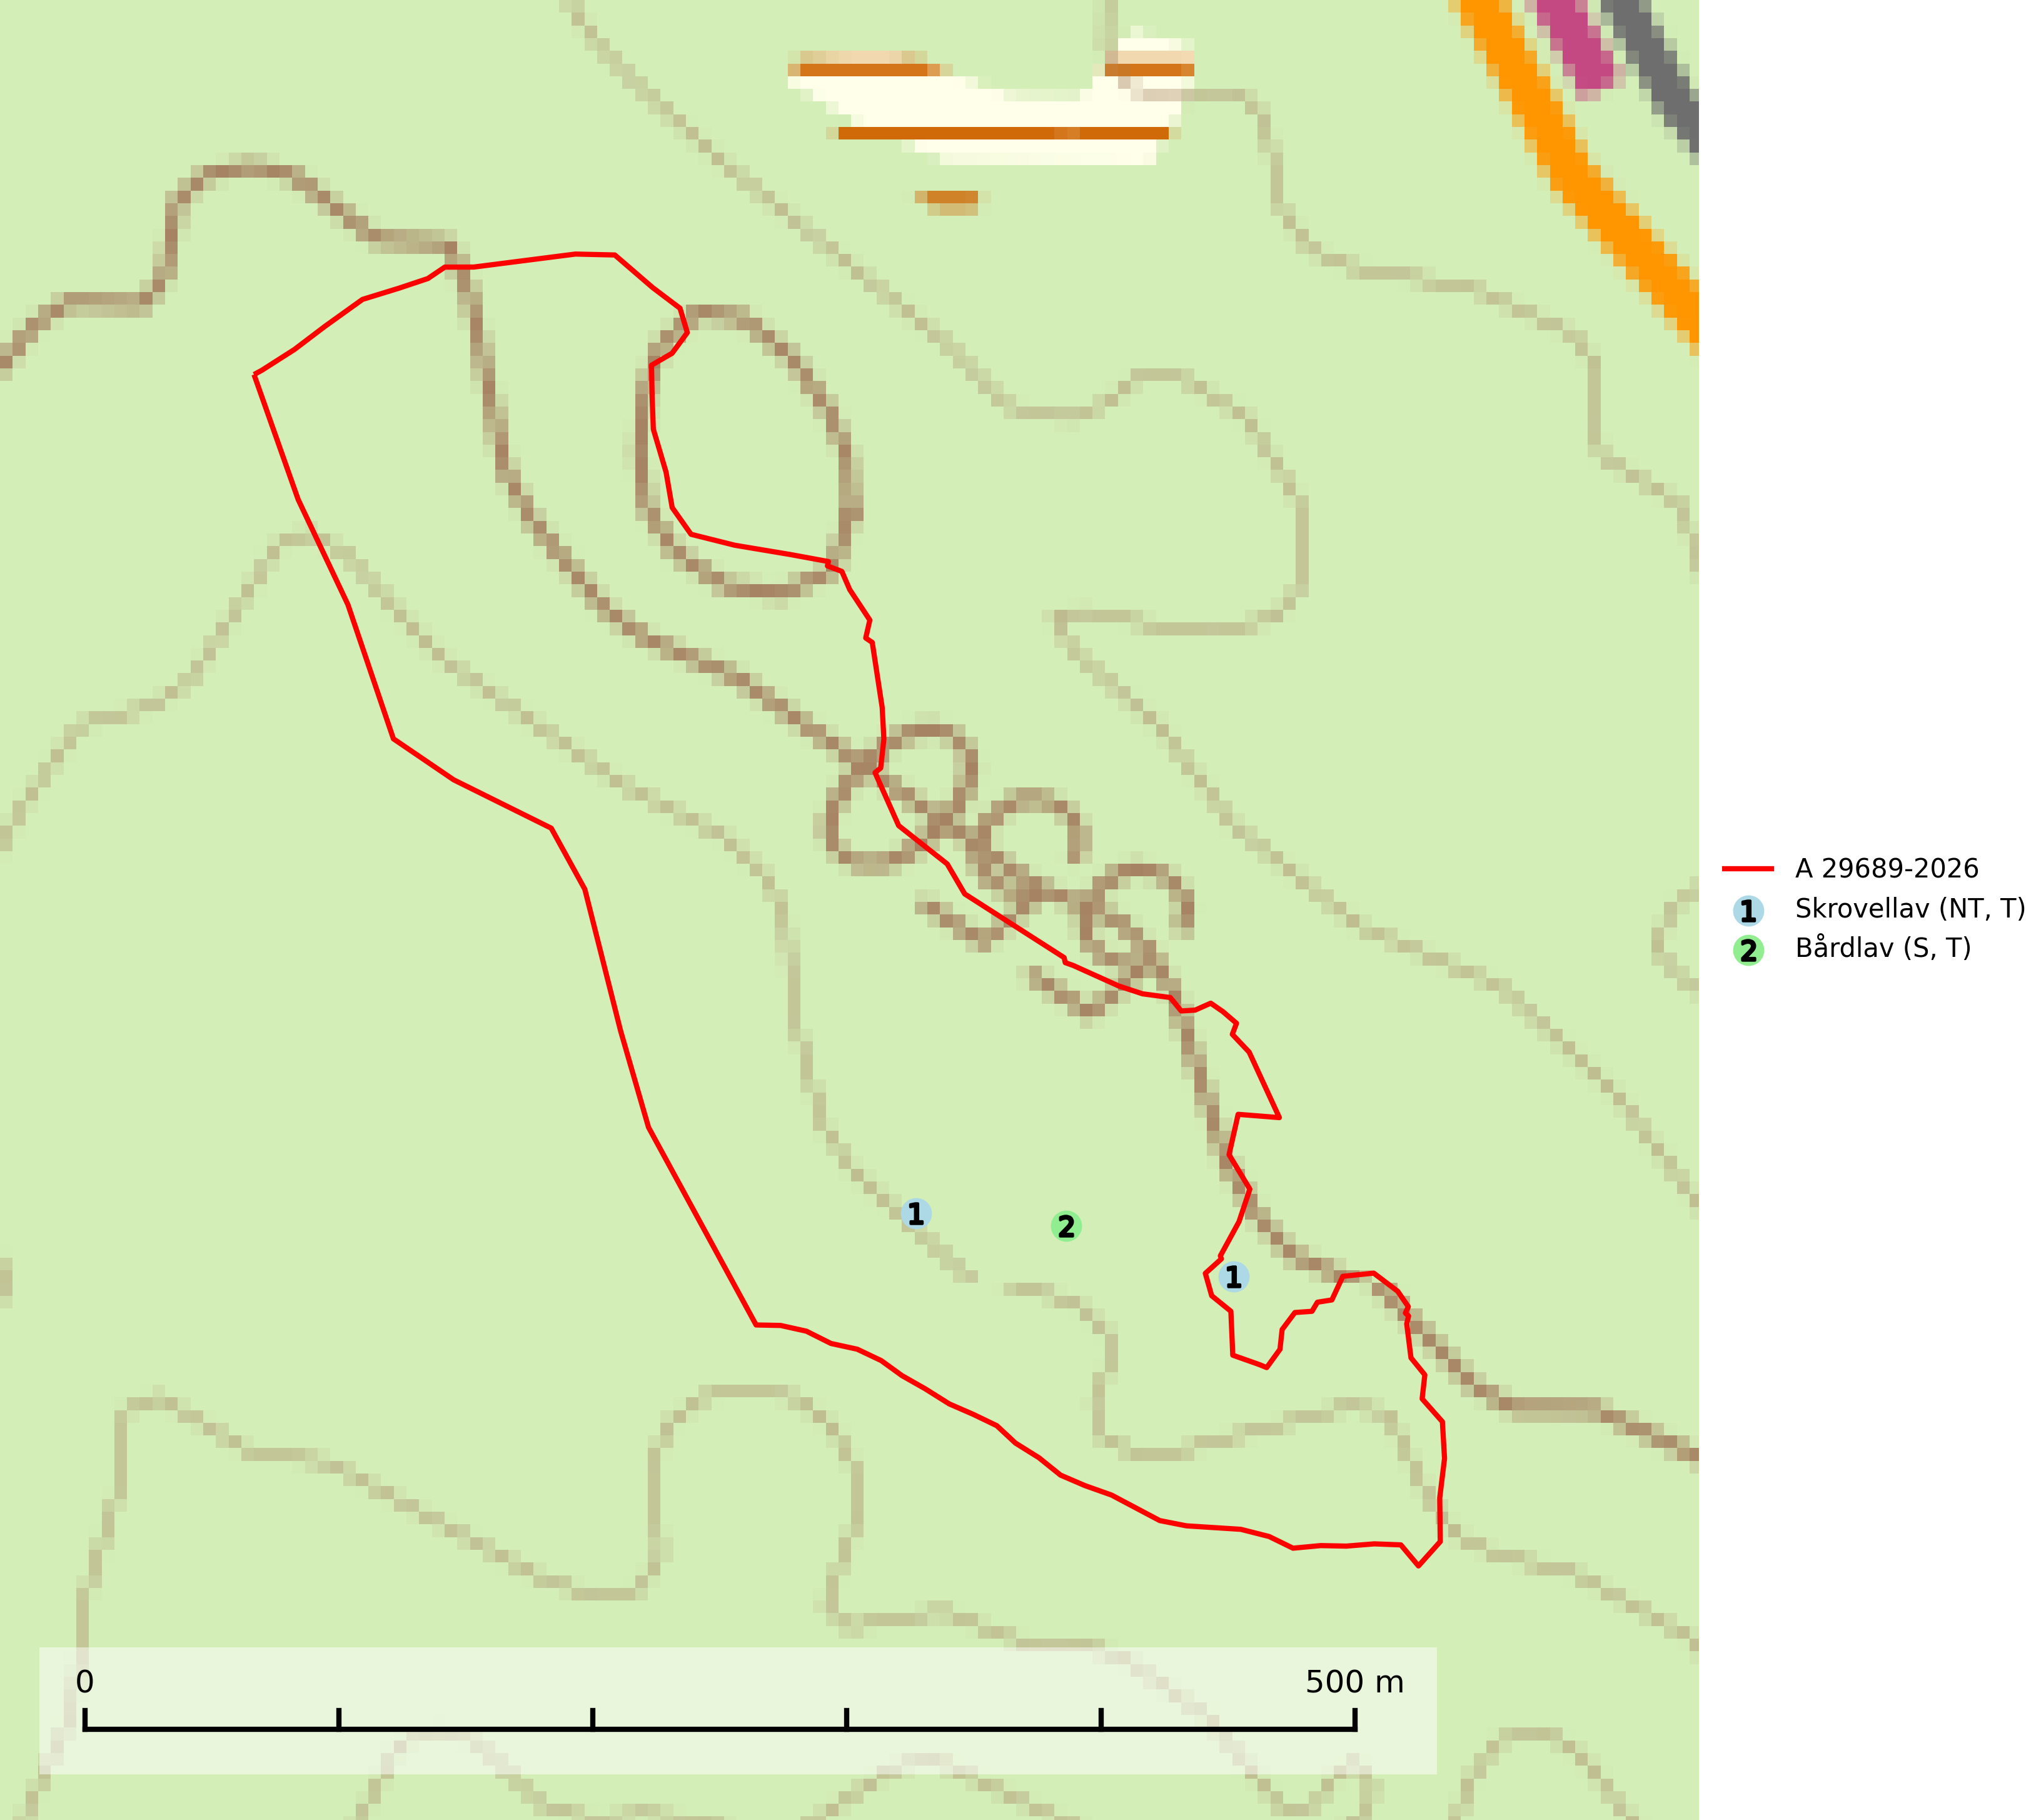 A 29689-2026
1 Skrovellav (NT, T)
2 Bårdlav (S, T)
1
2
1
0 500 m